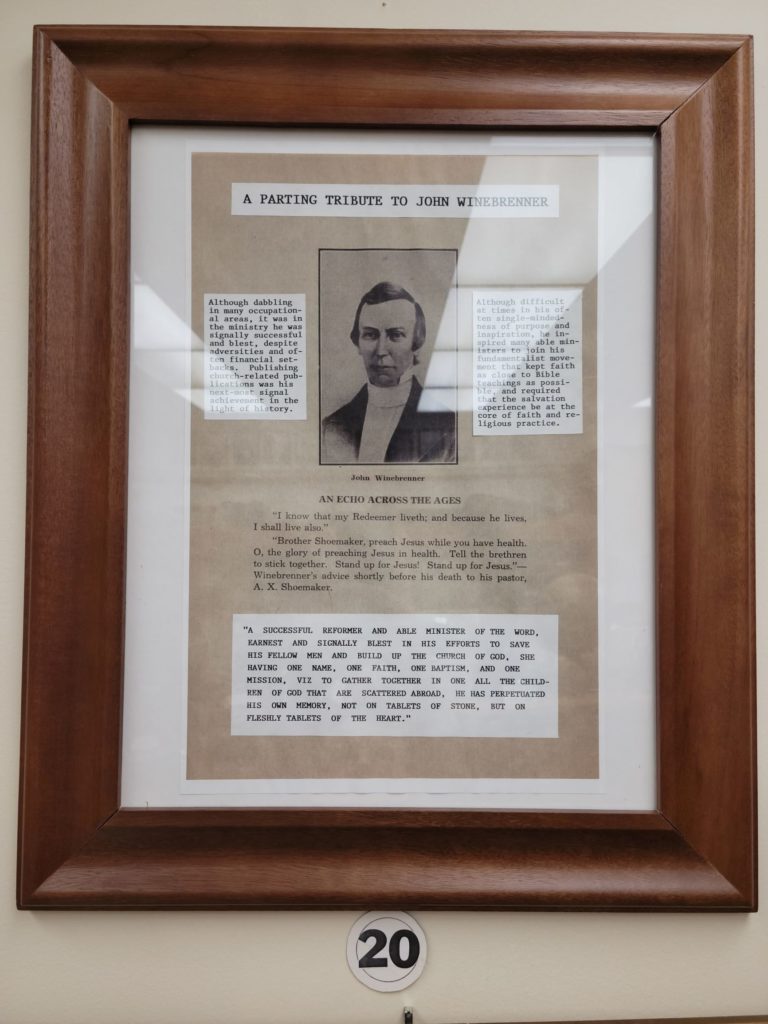 A PARTING TRIBUTE TO JOHN WINEBRENNER
Although dabbling
in many occupation-
al areas, it was in
the ministry he was
signally successful
and blest, despite
adversities and of-
ten financial set-
backs. Publishing
church-related pub-
lications was his
next-most signal
achievement in the
light of history.
Although difficult
at times in his of-
ten single-minded-
ness of purpose and
inspiration, he in-
spired many able min-
isters to join his
fundamentalist move-
ment that kept faith
as close to Bible
teachings as possi-
ble, and required
that the salvation
experience be at the
core of faith and re-
ligious practice.
John Winebrenner
AN ECHO ACROSS THE AGES
"I know that my Redeemer liveth; and because he lives,
I shall live also."
"Brother Shoemaker, preach Jesus while you have health.
O, the glory of preaching Jesus in health. Tell the brethren
to stick together. Stand up for Jesus! Stand up for Jesus."—
Winebrenner's advice shortly before his death to his pastor,
A. X. Shoemaker.
"A SUCCESSFUL REFORMER AND ABLE MINISTER OF THE WORD,
EARNEST AND SIGNALLY BLEST IN HIS EFFORTS TO SAVE
HIS FELLOW MEN AND BUILD UP THE CHURCH OF GOD, SHE
HAVING ONE NAME, ONE FAITH, ONE BAPTISM, AND ONE
MISSION, VIZ TO GATHER TOGETHER IN ONE ALL THE CHILD-
REN OF GOD THAT ARE SCATTERED ABROAD, HE HAS PERPETUATED
HIS OWN MEMORY, NOT ON TABLETS OF STONE, BUT ON
FLESHLY TABLETS OF THE HEART."
20